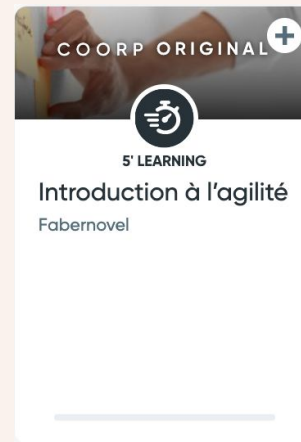 COORP ORIGINAL
5' LEARNING
Introduction à l’agilité
Fabernovel